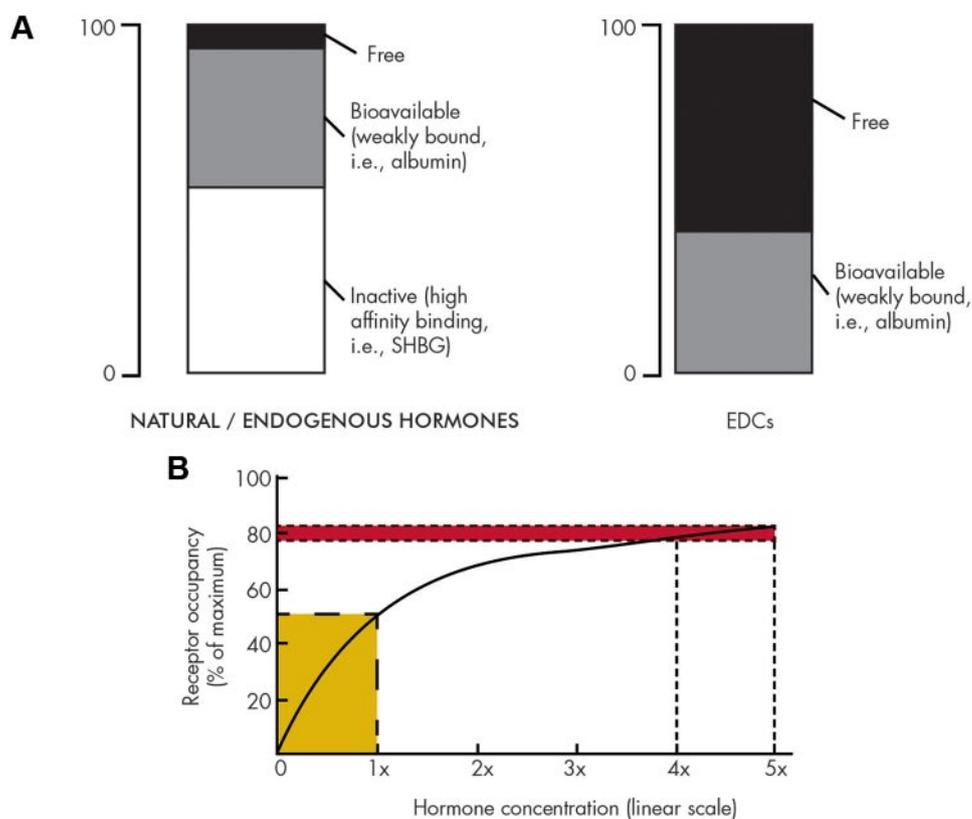 A
100
Free
Bioavailable
(weakly bound,
i.e., albumin)
Inactive (high
affinity binding,
i.e., SHBG)
0
NATURAL / ENDOGENOUS HORMONES
100
Free
Bioavailable
(weakly bound,
i.e., albumin)
0
EDCs
B
Receptor occupancy
(% of maximum)
100
80
60
40
20
0 1x 2x 3x 4x 5x
Hormone concentration (linear scale)